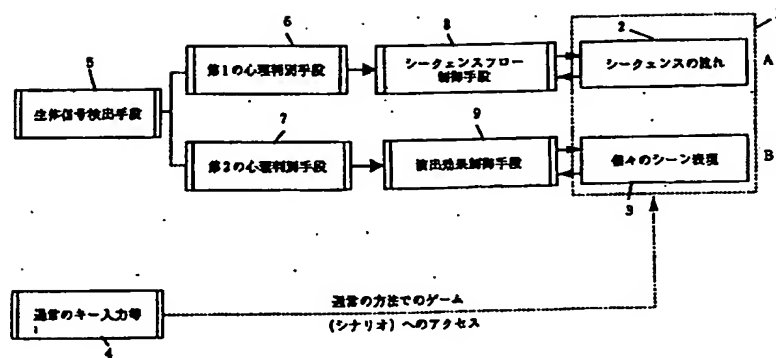 1
6
第1の心理判別手段
8
シークェンスフロー
制御手段
2
シークェンスの流れ
A
5
生体信号検出手段
7
第2の心理判別手段
9
演出効果制御手段
個々のシーン表現
3
B
通常のキー入力等
4
通常の方法でのゲーム
(シナリオ)へのアクセス